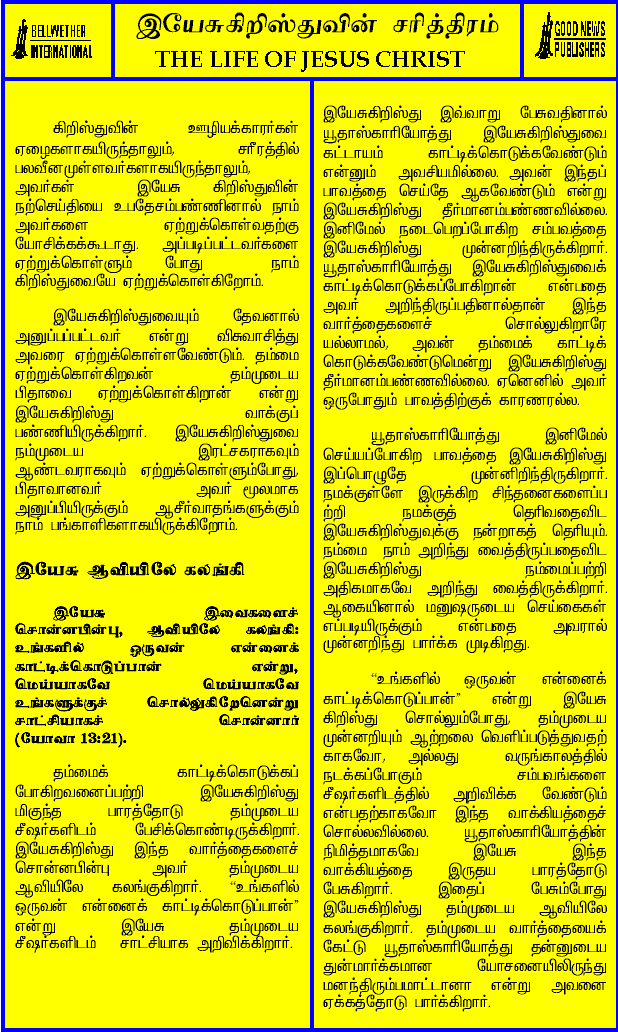 BELLWETHER
INTERNATIONAL
இயேசுகிறிஸ்துவின் சரித்திரம்
THE LIFE OF JESUS CHRIST
GOOD NEWS
PUBLISHERS
கிறிஸ்துவின் ஊழியக்காரர்கள்
ஏழைகளாகயிருந்தாலும், சரீரத்தில்
பலவீனமுள்ளவர்களாகயிருந்தாலும்,
அவர்கள் இயேசு கிறிஸ்துவின்
நற்செய்தியை உபதேசம்பண்ணினால் நாம்
அவர்களை ஏற்றுக்கொள்வதற்கு
யோசிக்கக்கூடாது. அப்படிப்பட்டவர்களை
ஏற்றுக்கொள்ளும் போது நாம்
கிறிஸ்துவையே ஏற்றுக்கொள்கிறோம்.
இயேசுகிறிஸ்துவையும் தேவனால்
அனுப்பப்பட்டவர் என்று விசுவாசித்து
அவரை ஏற்றுக்கொள்ளவேண்டும். தம்மை
ஏற்றுக்கொள்கிறவன் தம்முடைய
பிதாவை ஏற்றுக்கொள்கிறான் என்று
இயேசுகிறிஸ்து வாக்குப்
பண்ணியிருக்கிறார். இயேசுகிறிஸ்துவை
நம்முடைய இரட்சகராகவும்
ஆண்டவராகவும் ஏற்றுக்கொள்ளும்போது,
பிதாவானவர் அவர் மூலமாக
அனுப்பியிருக்கும் ஆசீர்வாதங்களுக்கும்
நாம் பங்காளிகளாகயிருக்கிறோம்.
இயேசு ஆவியிலே கலங்கி
இயேசு இவைகளைச்
சொன்னபின்பு, ஆவியிலே கலங்கி:
உங்களில் ஒருவன் என்னைக்
காட்டிக்கொடுப்பான் என்று,
மெய்யாகவே மெய்யாகவே
உங்களுக்குச் சொல்லுகிறேனென்று
சாட்சியாகச் சொன்னார்
(யோவா 13:21).
தம்மைக் காட்டிக்கொடுக்கப்
போகிறவனைப்பற்றி இயேசுகிறிஸ்து
மிகுந்த பாரத்தோடு தம்முடைய
சீஷர்களிடம் பேசிக்கொண்டிருக்கிறார்.
இயேசுகிறிஸ்து இந்த வார்த்தைகளைச்
சொன்னபின்பு அவர் தம்முடைய
ஆவியிலே கலங்குகிறார். “உங்களில்
ஒருவன் என்னைக் காட்டிக்கொடுப்பான்”
என்று இயேசு தம்முடைய
சீஷர்களிடம் சாட்சியாக அறிவிக்கிறார்.
இயேசுகிறிஸ்து இவ்வாறு பேசுவதினால்
யூதாஸ்காரியோத்து இயேசுகிறிஸ்துவை
கட்டாயம் காட்டிக்கொடுக்கவேண்டும்
என்னும் அவசியமில்லை. அவன் இந்தப்
பாவத்தை செய்தே ஆகவேண்டும் என்று
இயேசுகிறிஸ்து தீர்மானம்பண்ணவில்லை.
இனிமேல் நடைபெறப்போகிற சம்பவத்தை
இயேசுகிறிஸ்து முன்னறிந்திருக்கிறார்.
யூதாஸ்காரியோத்து இயேசுகிறிஸ்துவைக்
காட்டிக்கொடுக்கப்போகிறான் என்பதை
அவர் அறிந்திருப்பதினால்தான் இந்த
வார்த்தைகளைச் சொல்லுகிறாரே
யல்லாமல், அவன் தம்மைக் காட்டிக்
கொடுக்கவேண்டுமென்று இயேசுகிறிஸ்து
தீர்மானம்பண்ணவில்லை. ஏனெனில் அவர்
ஒருபோதும் பாவத்திற்குக் காரணரல்ல.
யூதாஸ்காரியோத்து இனிமேல்
செய்யப்போகிற பாவத்தை இயேசுகிறிஸ்து
இப்பொழுதே முன்னறிந்திருக்கிறார்.
நமக்குள்ளே இருக்கிற சிந்தனைகளைப்ப
ற்றி நமக்குத் தெரிவதைவிட
இயேசுகிறிஸ்துவுக்கு நன்றாகத் தெரியும்.
நம்மை நாம் அறிந்து வைத்திருப்பதைவிட
இயேசுகிறிஸ்து நம்மைப்பற்றி
அதிகமாகவே அறிந்து வைத்திருக்கிறார்.
ஆகையினால் மனுஷருடைய செய்கைகள்
எப்படியிருக்கும் என்பதை அவரால்
முன்னறிந்து பார்க்க முடிகிறது.
“உங்களில் ஒருவன் என்னைக்
காட்டிக்கொடுப்பான்” என்று இயேசு
கிறிஸ்து சொல்லும்போது, தம்முடைய
முன்னறியும் ஆற்றலை வெளிப்படுத்துவதற்
காகவோ, அல்லது வருங்காலத்தில்
நடக்கப்போகும் சம்பவங்களை
சீஷர்களிடத்தில் அறிவிக்க வேண்டும்
என்பதற்காகவோ இந்த வாக்கியத்தைச்
சொல்லவில்லை. யூதாஸ்காரியோத்தின்
நிமித்தமாகவே இயேசு இந்த
வாக்கியத்தை இருதய பாரத்தோடு
பேசுகிறார். இதைப் பேசும்போது
இயேசுகிறிஸ்து தம்முடைய ஆவியிலே
கலங்குகிறார். தம்முடைய வார்த்தையைக்
கேட்டு யூதாஸ்காரியோத்து தன்னுடைய
துன்மார்க்கமான யோசனையிலிருந்து
மனந்திரும்பமாட்டானா என்று அவனை
ஏக்கத்தோடு பார்க்கிறார்.